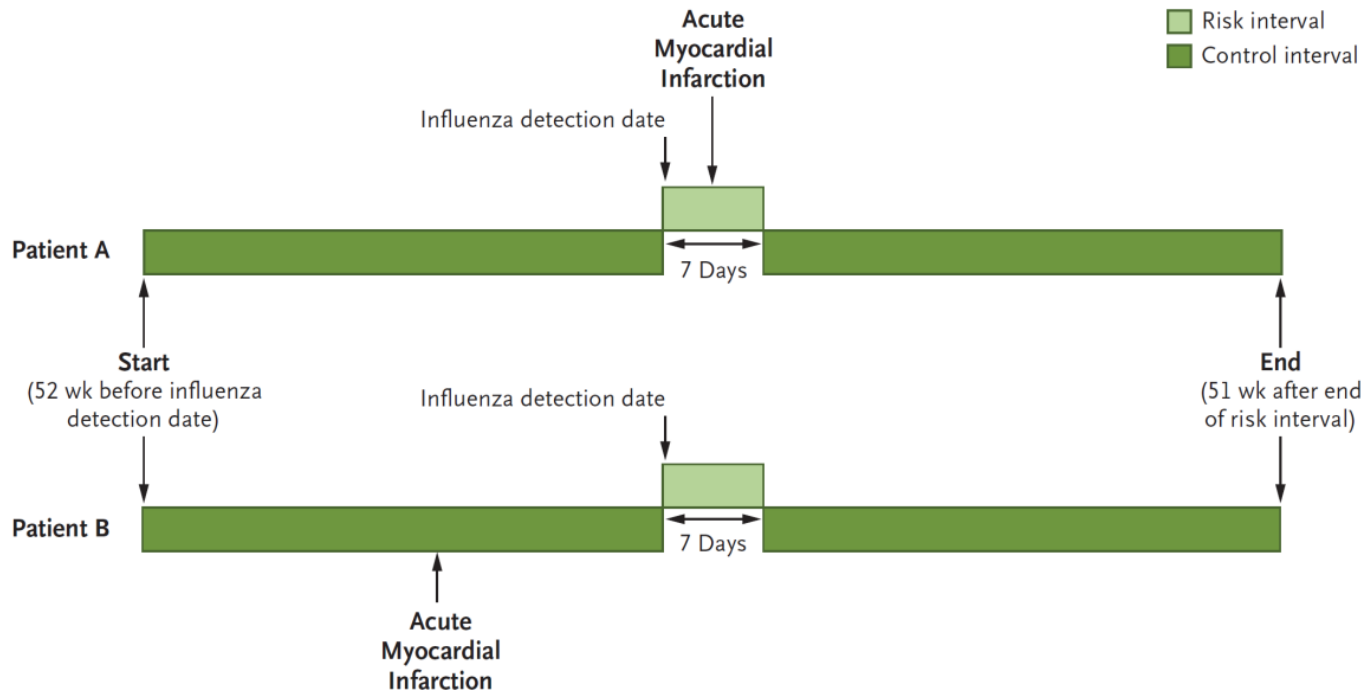 Acute
Myocardial
Infarction
Risk interval
Control interval
Influenza detection date
Patient A
7 Days
Start
(52 wk before influenza
detection date)
End
(51 wk after end
of risk interval)
Influenza detection date
Patient B
7 Days
Acute
Myocardial
Infarction